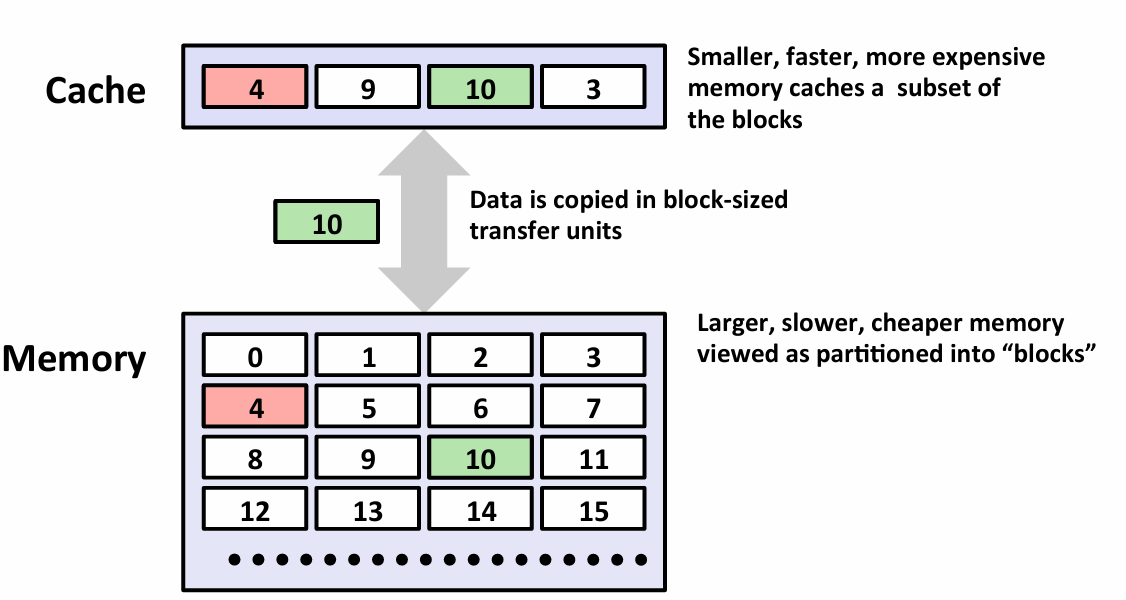 Cache
4 9 10 3
Smaller, faster, more expensive
memory caches a  subset of
the blocks
10
Data is copied in block-sized
transfer units
Memory
Larger, slower, cheaper memory
viewed as partitioned into “blocks”
0 1 2 3
4 5 6 7
8 9 10 11
12 13 14 15